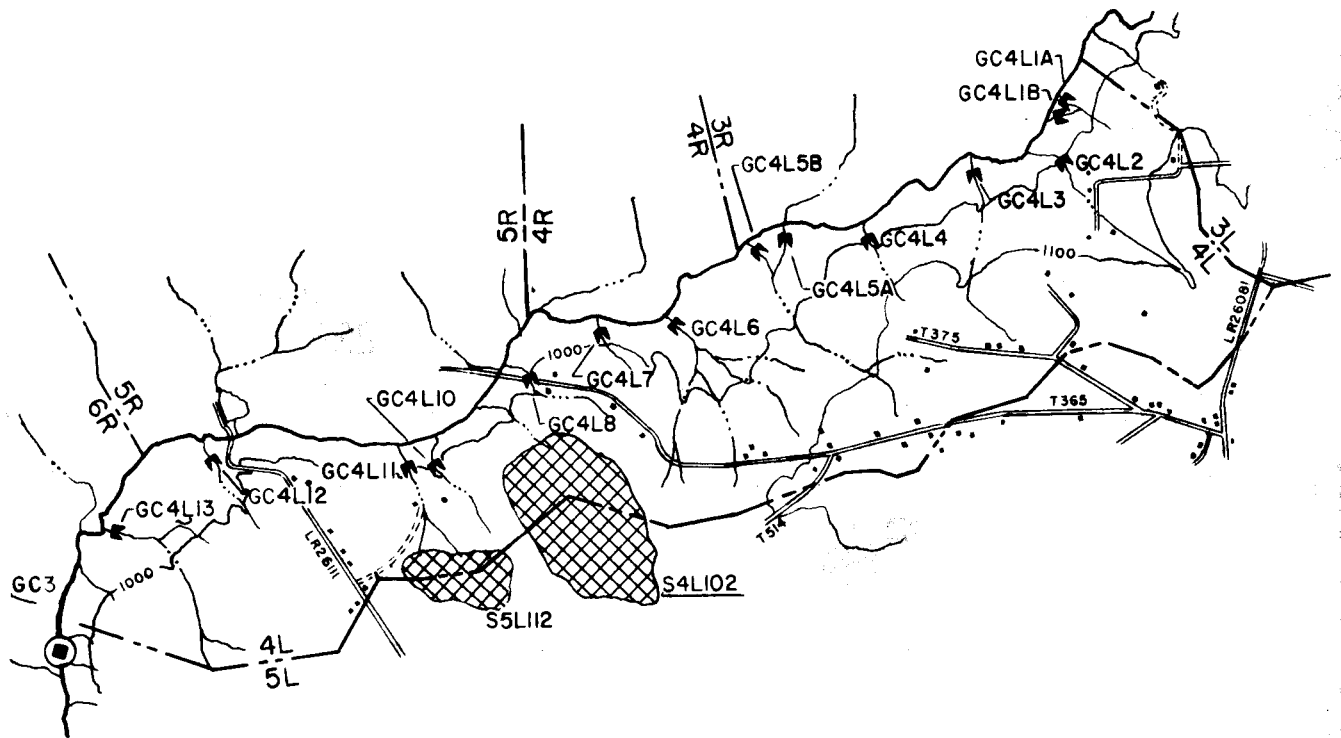 GC4L1A
GC4L1B
3R
4R
GC4L5B
GC4L2
GC4L3
5R
4R
GC4L4
3L
4L
1100
GC4L5A
LR26081
GC4L6
T375
1000
5R
6R
GC4L7
GC4L10
T365
GC4L8
GC4L11
GC4L12
GC4L13
T514
LR26111
GC3
1000
S4L102
S5L112
4L
5L